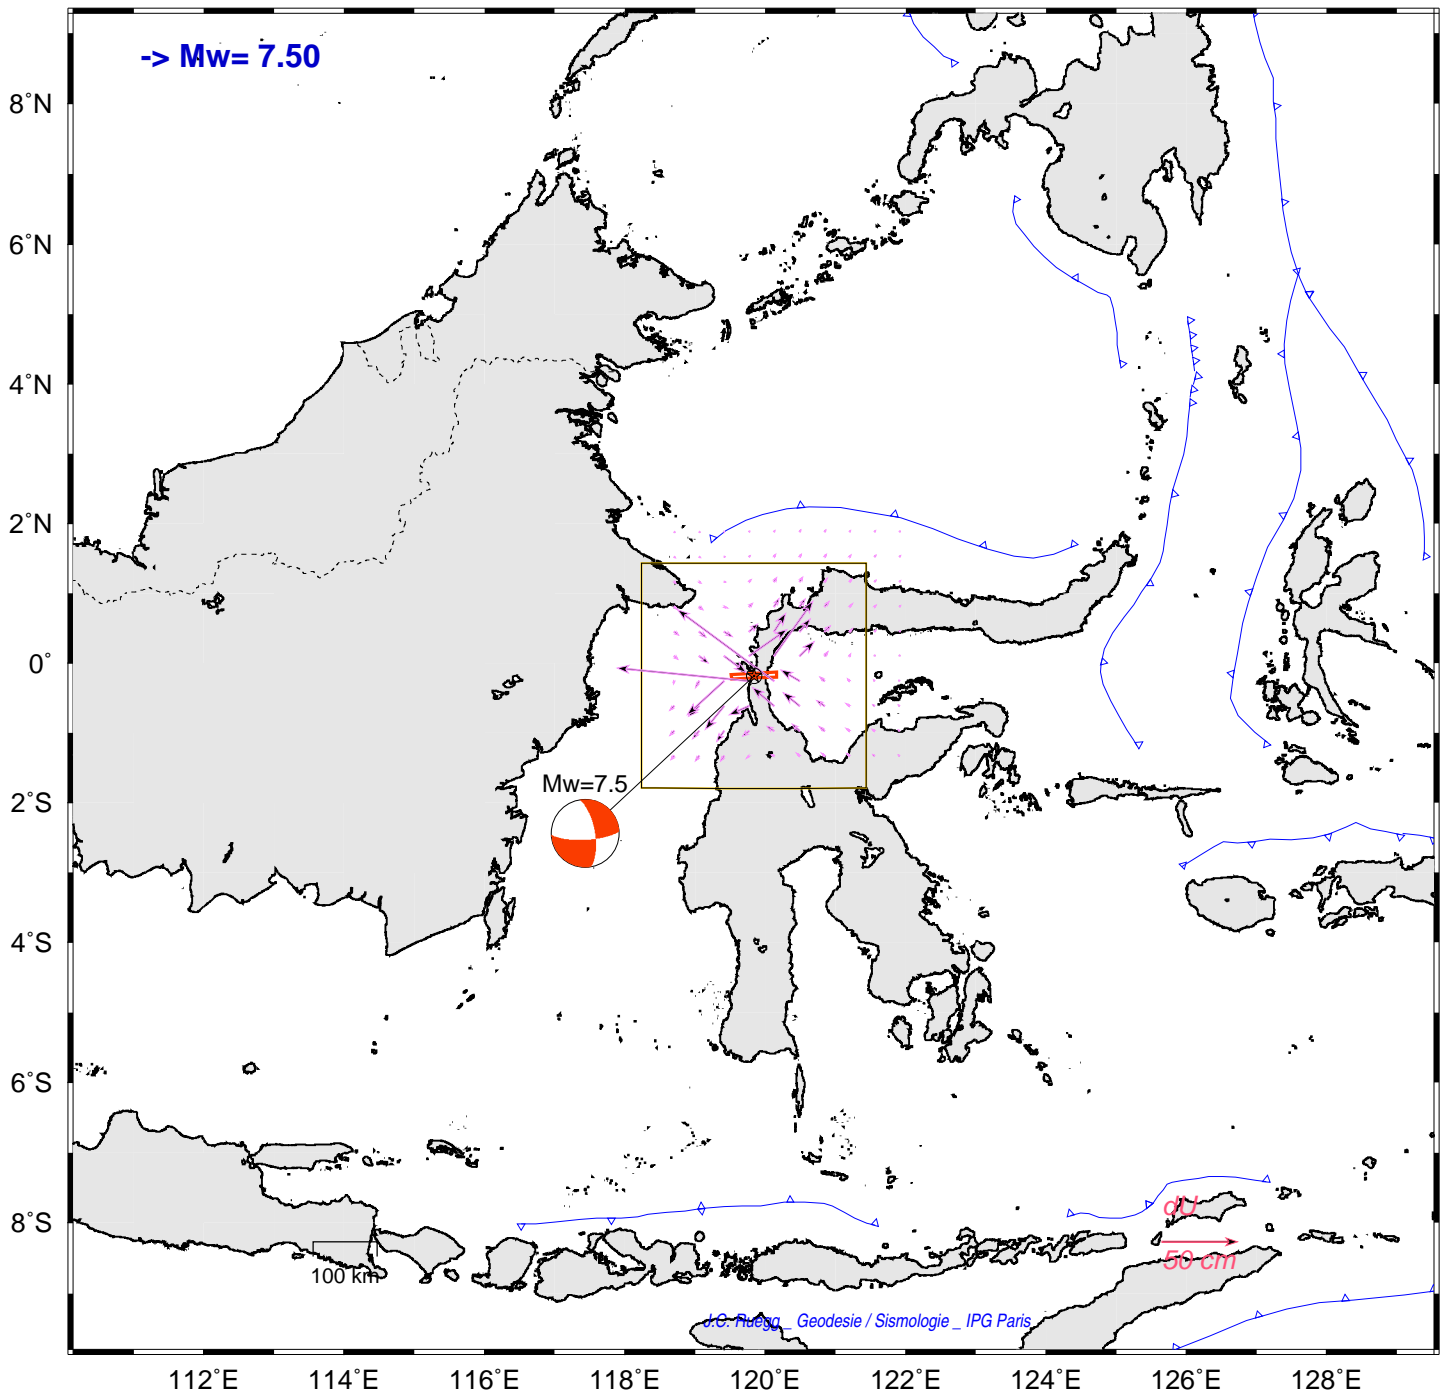 -> Mw= 7.50
8˚N
6˚N
4˚N
2˚N
0˚
Mw=7.5
2˚S
4˚S
6˚S
8˚S
dU
50 cm
100 km
J.C. Ruegg_ Geodesie / Sismologie _ IPG Paris
112˚E 114˚E 116˚E 118˚E 120˚E 122˚E 124˚E 126˚E 128˚E